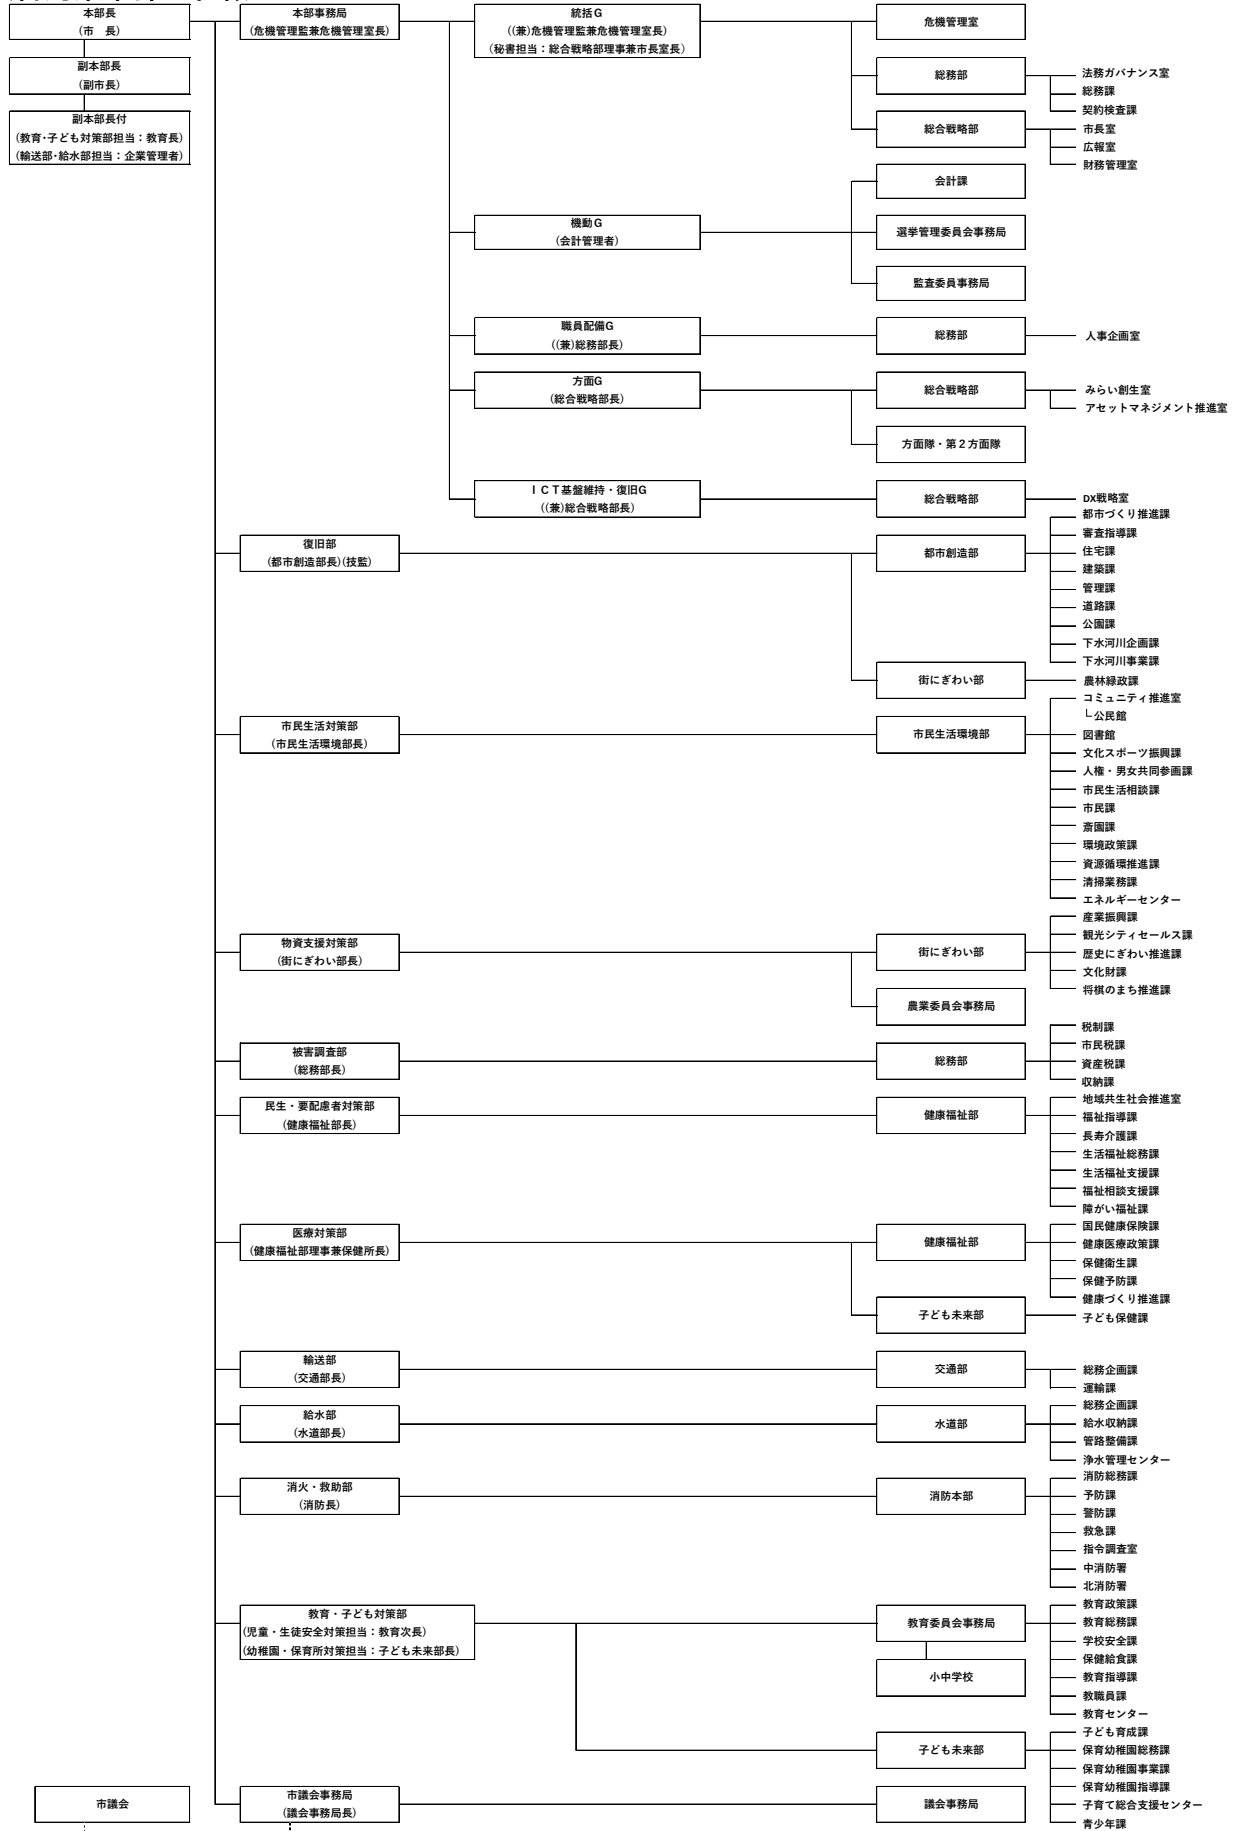 本部長
(市　長)
副本部長
(副市長)
副本部長付
(教育･子ども対策部担当：教育長)
(輸送部･給水部担当：企業管理者)
本部事務局
(危機管理監兼危機管理室長)
統括G
((兼)危機管理監兼危機管理室長)
(秘書担当：総合戦略部理事兼市長室長)
危機管理室
総務部
法務ガバナンス室
総務課
契約検査課
総合戦略部
市長室
広報室
財務管理室
機動G
(会計管理者)
会計課
選挙管理委員会事務局
監査委員事務局
職員配備G
((兼)総務部長)
総務部
人事企画室
方面G
(総合戦略部長)
総合戦略部
みらい創生室
アセットマネジメント推進室
方面隊・第２方面隊
ＩＣＴ基盤維持・復旧G
((兼)総合戦略部長)
総合戦略部
DX戦略室
復旧部
(都市創造部長)(技監)
都市創造部
都市づくり推進課
審査指導課
住宅課
建築課
管理課
道路課
公園課
下水河川企画課
下水河川事業課
街にぎわい部
農林緑政課
市民生活対策部
(市民生活環境部長)
市民生活環境部
コミュニティ推進室
└公民館
図書館
文化スポーツ振興課
人権・男女共同参画課
市民生活相談課
市民課
斎園課
環境政策課
資源循環推進課
清掃業務課
エネルギーセンター
物資支援対策部
(街にぎわい部長)
街にぎわい部
産業振興課
観光シティセールス課
歴史にぎわい推進課
文化財課
将棋のまち推進課
農業委員会事務局
被害調査部
(総務部長)
総務部
税制課
市民税課
資産税課
収納課
民生・要配慮者対策部
(健康福祉部長)
健康福祉部
地域共生社会推進室
福祉指導課
長寿介護課
生活福祉総務課
生活福祉支援課
福祉相談支援課
障がい福祉課
医療対策部
(健康福祉部理事兼保健所長)
健康福祉部
国民健康保険課
健康医療政策課
保健衛生課
保健予防課
健康づくり推進課
子ども未来部
子ども保健課
輸送部
(交通部長)
交通部
総務企画課
運輸課
給水部
(水道部長)
水道部
総務企画課
給水収納課
管路整備課
浄水管理センター
消火・救助部
(消防長)
消防本部
消防総務課
予防課
警防課
救急課
指令調査室
中消防署
北消防署
教育・子ども対策部
(児童・生徒安全対策担当：教育次長)
(幼稚園・保育所対策担当：子ども未来部長)
教育委員会事務局
教育政策課
教育総務課
学校安全課
保健給食課
教育指導課
教職員課
教育センター
小中学校
子ども未来部
子ども育成課
保育幼稚園総務課
保育幼稚園事業課
保育幼稚園指導課
子育て総合支援センター
青少年課
市議会
市議会事務局
(議会事務局長)
議会事務局